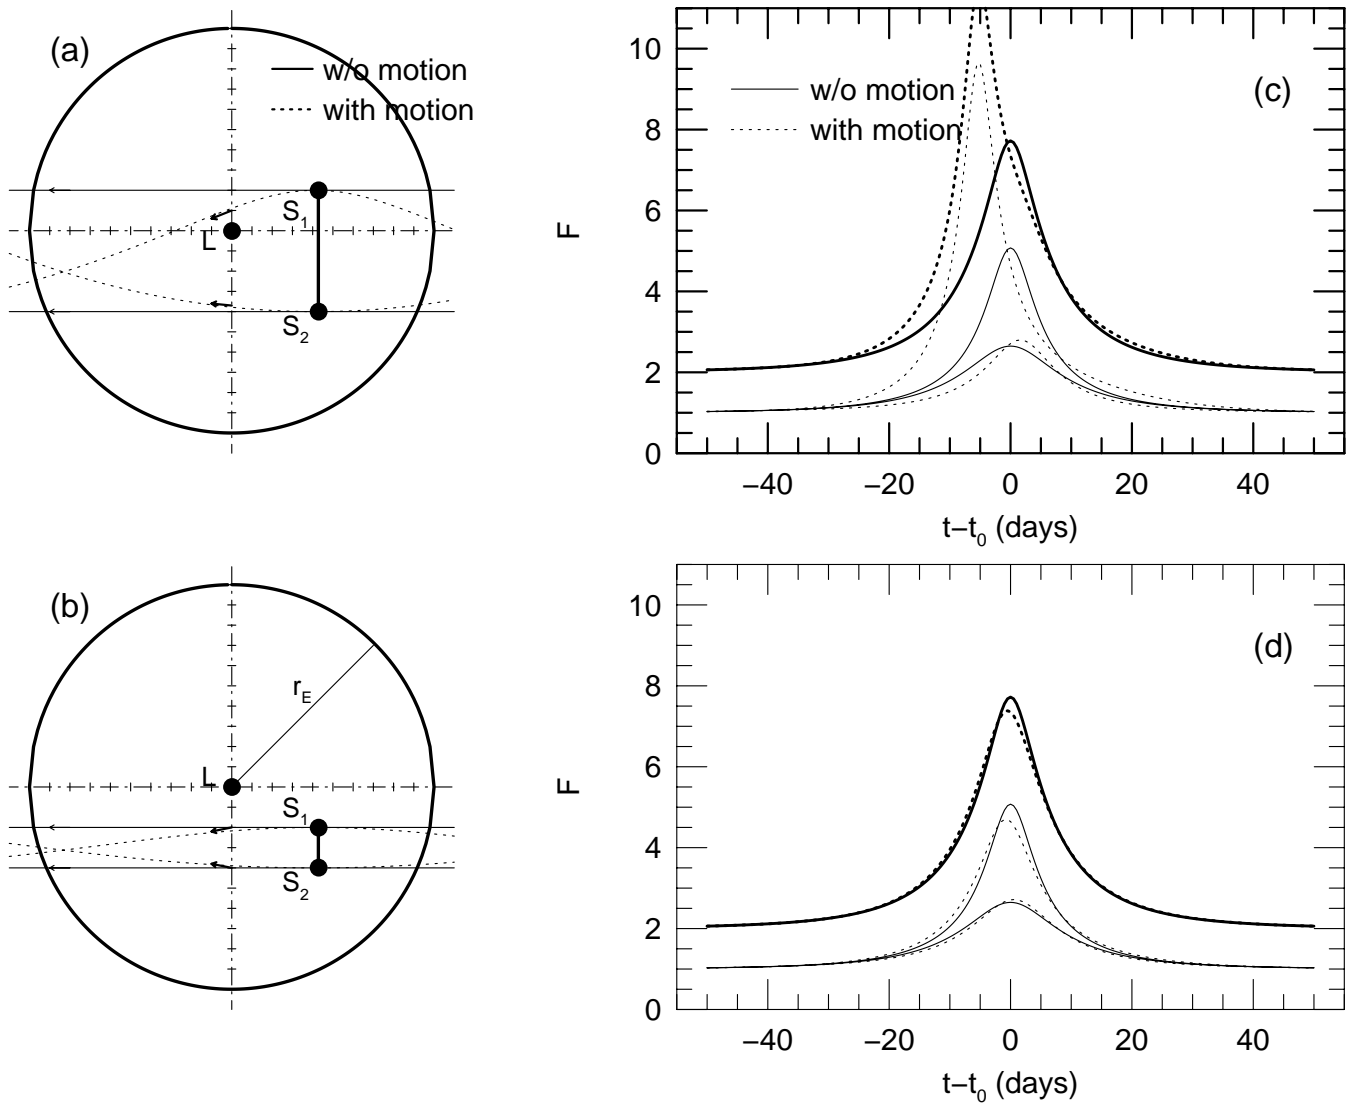 (a)
w/o motion
with motion
S1
L
S2
(c)
w/o motion
with motion
F
10
8
6
4
2
0
−40 −20 0 20 40
t−t0 (days)
(b)
rE
L
S1
S2
(d)
F
10
8
6
4
2
0
−40 −20 0 20 40
t−t0 (days)